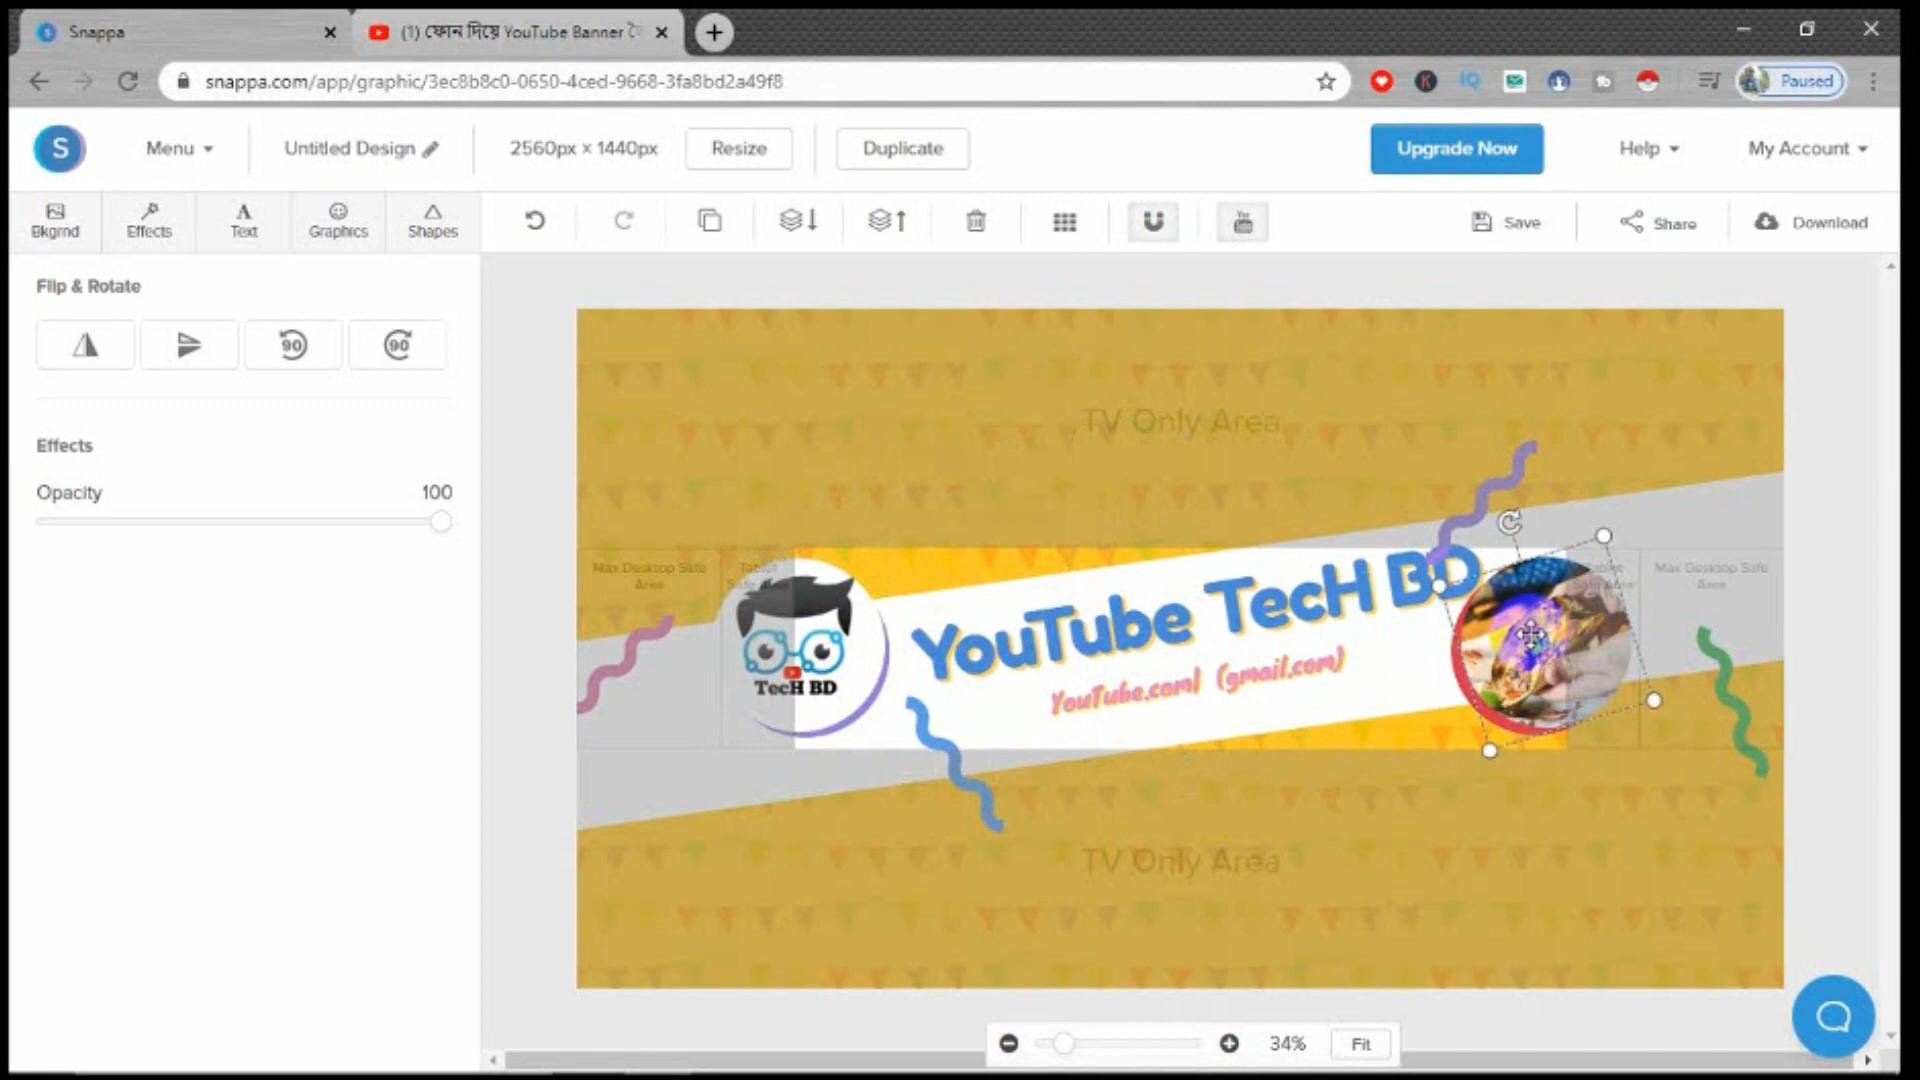 Snappa
(1) ফোন দিয়ে YouTube Banner তৈ
snappa.com/app/graphic/3ec8b8c0-0650-4ced-9668-3fa8bd2a49f8
Paused
S
Menu
Untitled Design
2560px × 1440px
Resize
Duplicate
Upgrade Now
Help
My Account
Bkgrnd
Effects
Text
Graphics
Shapes
Save
Share
Download
Flip & Rotate
90
90
Effects
Opacity
100
TV Only Area
Max Desktop Safe
Area
Tablet
Max Desktop Safe
Area
YouTube TecH BD
YouTube.com| (gmail.com)
TecH BD
TV Only Area
34%
Fit